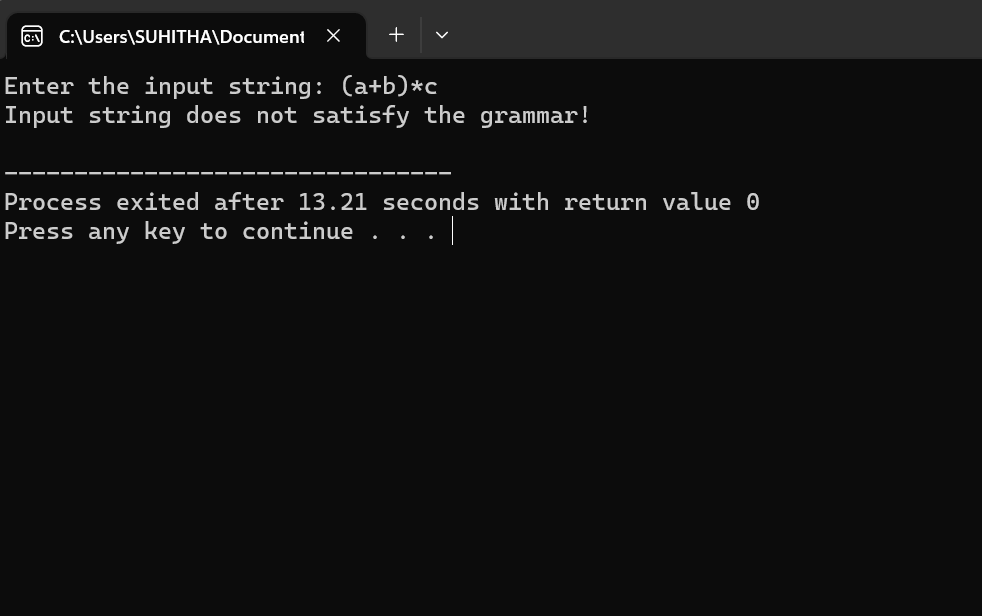 C:\Users\SUHITHA\Document
Enter the input string: (a+b)*c
Input string does not satisfy the grammar!
--------------------------------
Process exited after 13.21 seconds with return value 0
Press any key to continue . . .